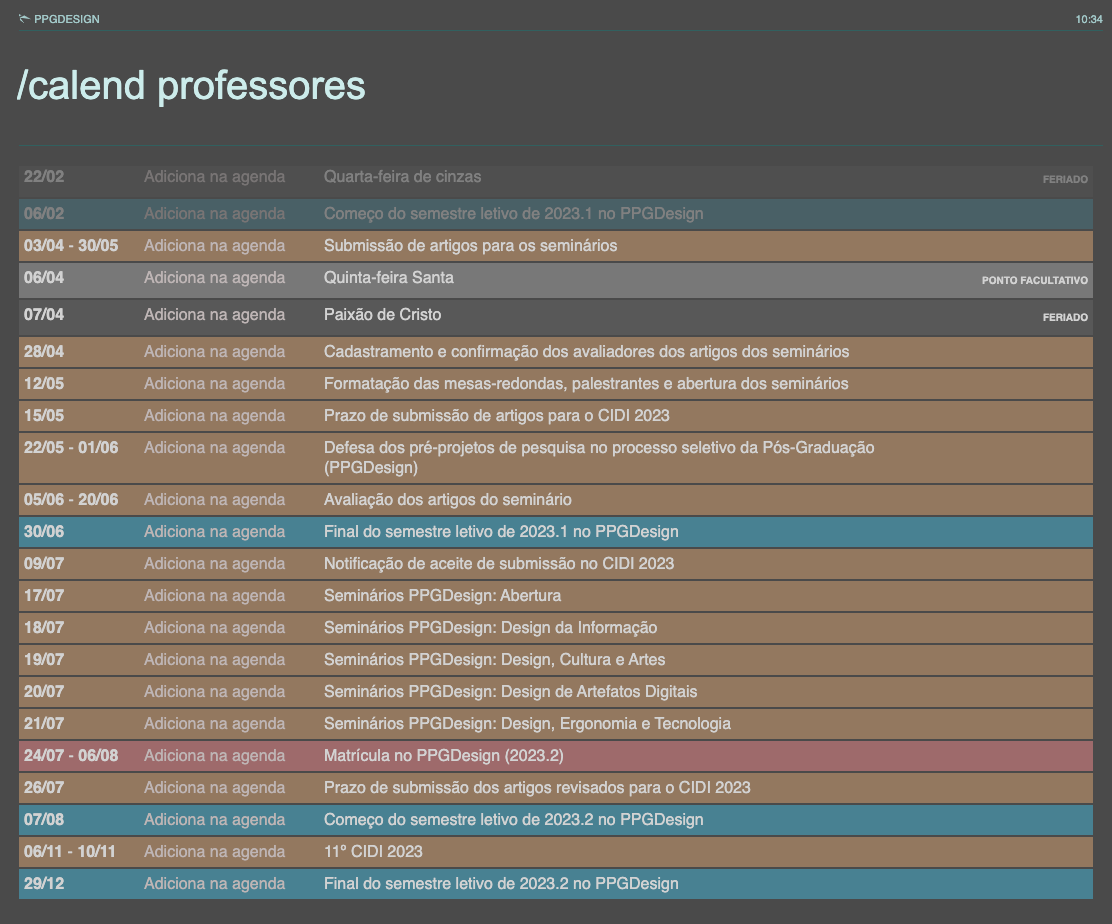 PPGDESIGN 10:34
/calend professores
22/02 Adiciona na agenda Quarta-feira de cinzas FERIADO
06/02 Adiciona na agenda Começo do semestre letivo de 2023.1 no PPGDesign
03/04 - 30/05 Adiciona na agenda Submissão de artigos para os seminários
06/04 Adiciona na agenda Quinta-feira Santa PONTO FACULTATIVO
07/04 Adiciona na agenda Paixão de Cristo FERIADO
28/04 Adiciona na agenda Cadastramento e confirmação dos avaliadores dos artigos dos seminários
12/05 Adiciona na agenda Formatação das mesas-redondas, palestrantes e abertura dos seminários
15/05 Adiciona na agenda Prazo de submissão de artigos para o CIDI 2023
22/05 - 01/06 Adiciona na agenda Defesa dos pré-projetos de pesquisa no processo seletivo da Pós-Graduação
(PPGDesign)
05/06 - 20/06 Adiciona na agenda Avaliação dos artigos do seminário
30/06 Adiciona na agenda Final do semestre letivo de 2023.1 no PPGDesign
09/07 Adiciona na agenda Notificação de aceite de submissão no CIDI 2023
17/07 Adiciona na agenda Seminários PPGDesign: Abertura
18/07 Adiciona na agenda Seminários PPGDesign: Design da Informação
19/07 Adiciona na agenda Seminários PPGDesign: Design, Cultura e Artes
20/07 Adiciona na agenda Seminários PPGDesign: Design de Artefatos Digitais
21/07 Adiciona na agenda Seminários PPGDesign: Design, Ergonomia e Tecnologia
24/07 - 06/08 Adiciona na agenda Matrícula no PPGDesign (2023.2)
26/07 Adiciona na agenda Prazo de submissão dos artigos revisados para o CIDI 2023
07/08 Adiciona na agenda Começo do semestre letivo de 2023.2 no PPGDesign
06/11 - 10/11 Adiciona na agenda 11º CIDI 2023
29/12 Adiciona na agenda Final do semestre letivo de 2023.2 no PPGDesign